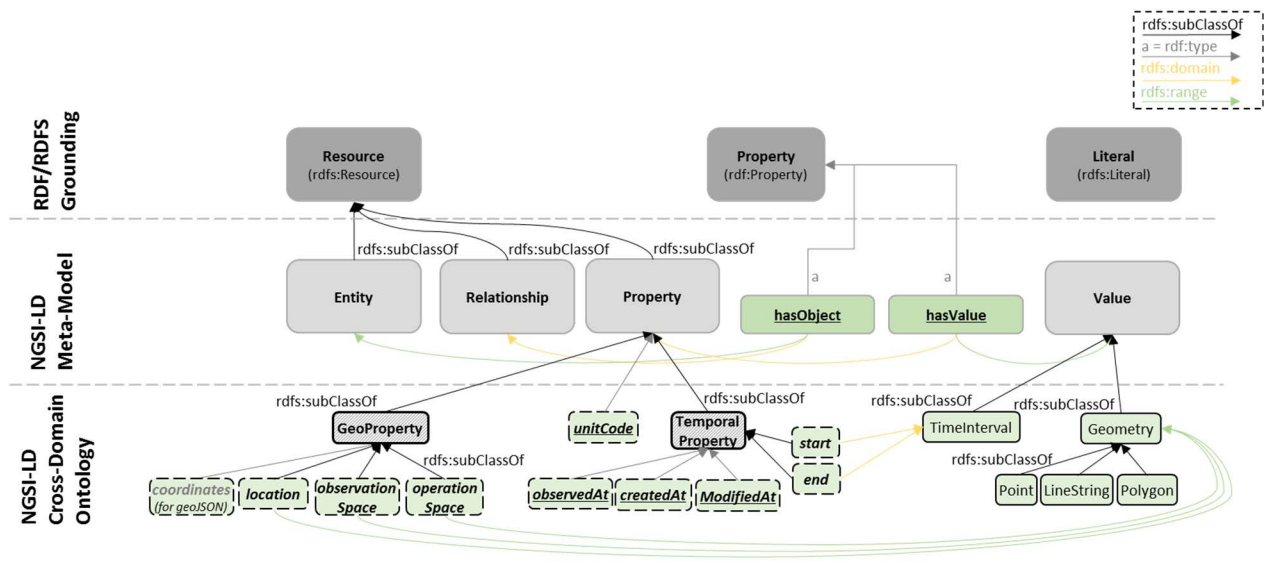 rdfs:subClassOf
a = rdf:type
rdfs:domain
rdfs:range
RDF/RDFS
Grounding
Resource
(rdfs:Resource)
Property
(rdf:Property)
Literal
(rdfs:Literal)
NGSI-LD
Meta-Model
rdfs:subClassOf
rdfs:subClassOf
rdfs:subClassOf
a
a
Entity
Relationship
Property
hasObject
hasValue
Value
NGSI-LD
Cross-Domain
Ontology
rdfs:subClassOf
rdfs:subClassOf
rdfs:subClassOf
rdfs:subClassOf
GeoProperty
unitCode
Temporal
Property
start
end
TimeInterval
Geometry
rdfs:subClassOf
rdfs:subClassOf
coordinates
(for geoJSON)
location
observation
Space
operation
Space
observedAt
createdAt
ModifiedAt
Point
LineString
Polygon